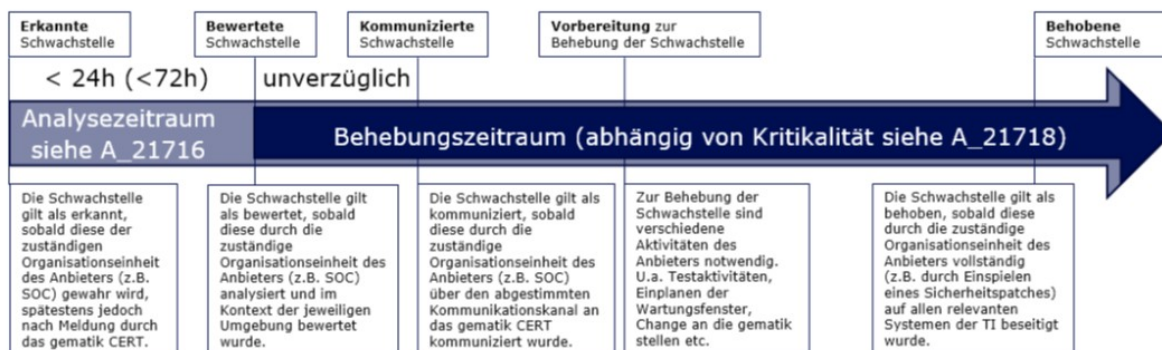 Erkannte
Schwachstelle
Bewertete
Schwachstelle
Kommunizierte
Schwachstelle
Vorbereitung zur
Behebung der Schwachstelle
Behobene
Schwachstelle
< 24h (<72h)
unverzüglich
Analysezeitraum
siehe A_21716
Behebungszeitraum (abhängig von Kritikalität siehe A_21718)
Die Schwachstelle
gilt als erkannt,
sobald diese der
zuständigen
Organisationseinheit
des Anbieters (z.B.
SOC) gewahr wird,
spätestens jedoch
nach Meldung durch
das gematik CERT.
Die Schwachstelle gilt
als bewertet, sobald
diese durch die
zuständige
Organisationseinheit des
Anbieters (z.B. SOC)
analysiert und im
Kontext der jeweiligen
Umgebung bewertet
wurde.
Die Schwachstelle gilt als
kommuniziert, sobald
diese durch die
zuständige
Organisationseinheit des
Anbieters (z.B. SOC)
über den abgestimmten
Kommunikationskanal an
das gematik CERT
kommuniziert wurde.
Zur Behebung der
Schwachstelle sind
verschiedene
Aktivitäten des
Anbieters notwendig.
U.a. Testaktivitäten,
Einplanen der
Wartungsfenster,
Change an die gematik
stellen etc.
Die Schwachstelle gilt als
behoben, sobald diese
durch die zuständige
Organisationseinheit des
Anbieters vollständig
(z.B. durch Einspielen
eines Sicherheitspatches)
auf allen relevanten
Systemen der TI beseitigt
wurde.